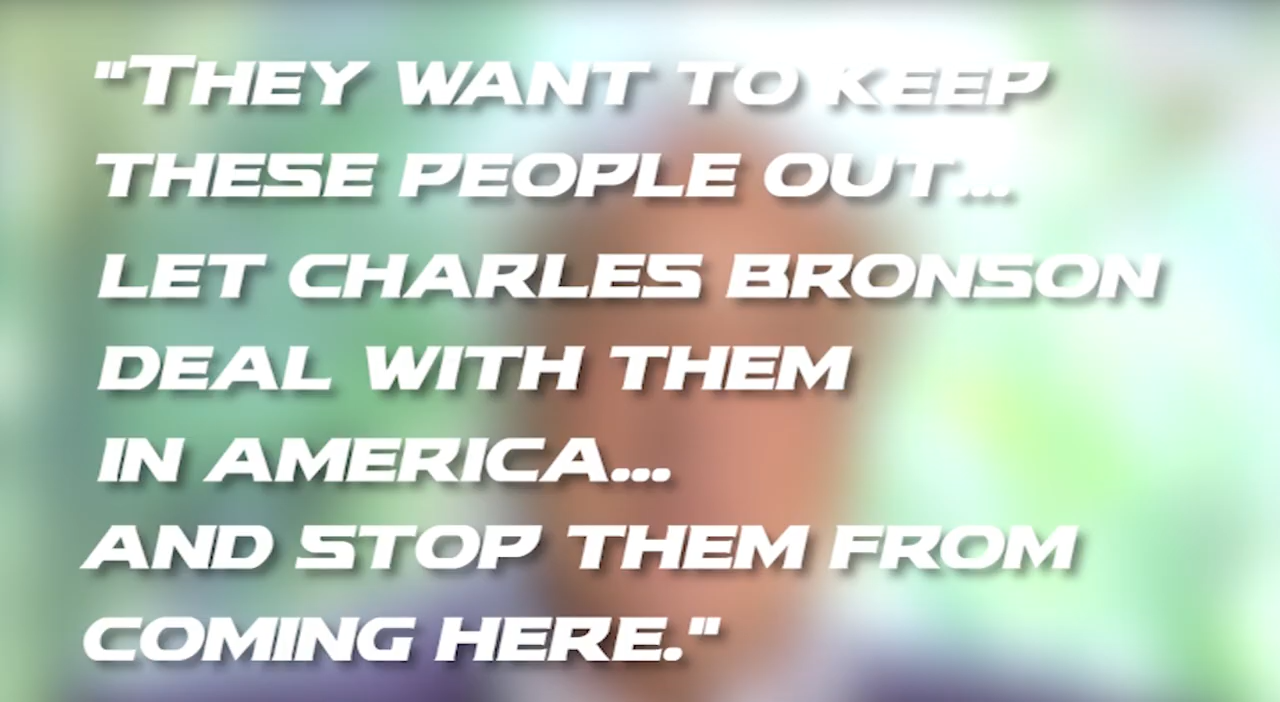 "THEY WANT TO KEEP
THESE PEOPLE OUT...
LET CHARLES BRONSON
DEAL WITH THEM
IN AMERICA...
AND STOP THEM FROM
COMING HERE."